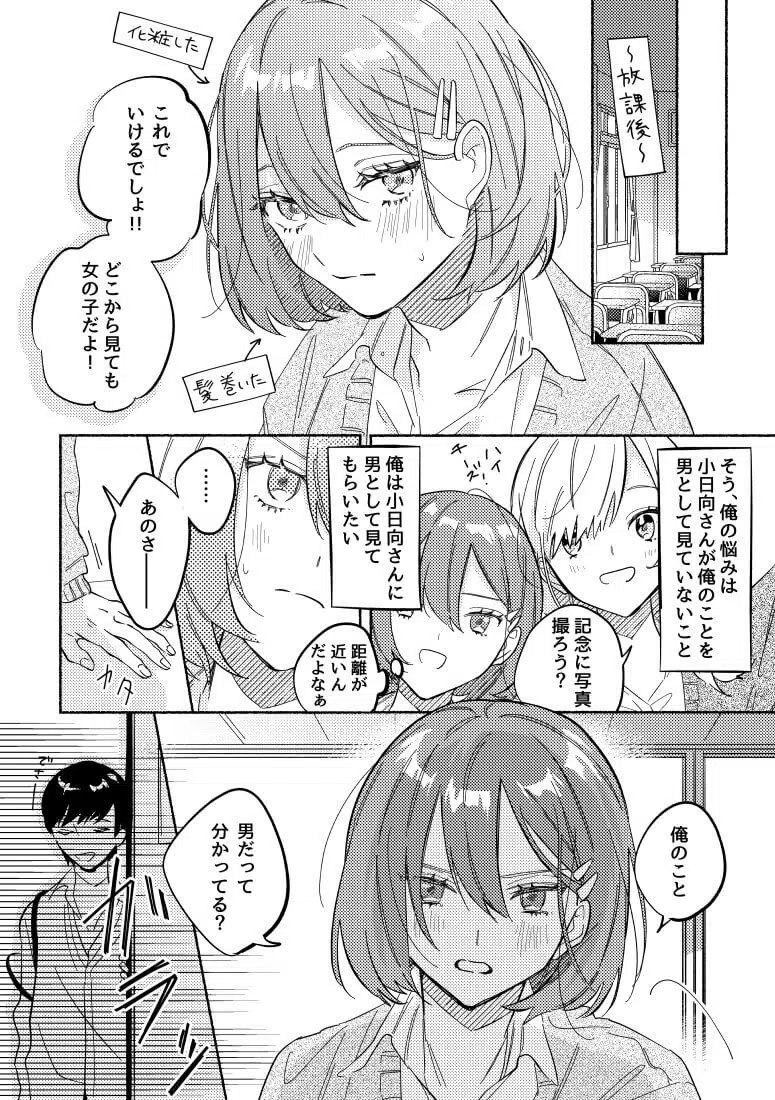 ～放課後～
化粧した
これで
いけるでしょ!!
どこから見ても
女の子だよ！
髪巻いた
そう、俺の悩みは
小日向さんが俺のことを
男として見ていないこと
ハイ
チーズ!
記念に写真
撮ろう？
俺は小日向さんに
男として見て
もらいたい
距離が
近いん
だよなぁ
……
あのさ――
カタ
俺のこと
男だって
分かってる？
ガラッ
でさー